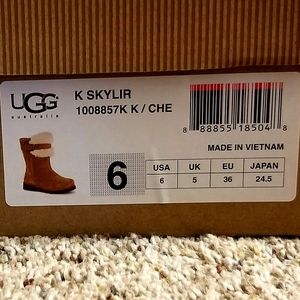 UGG
australia
K SKYLIR
1008857K K / CHE
8 88855 18504 8
MADE IN VIETNAM
6
USA UK EU JAPAN
6 5 36 24.5